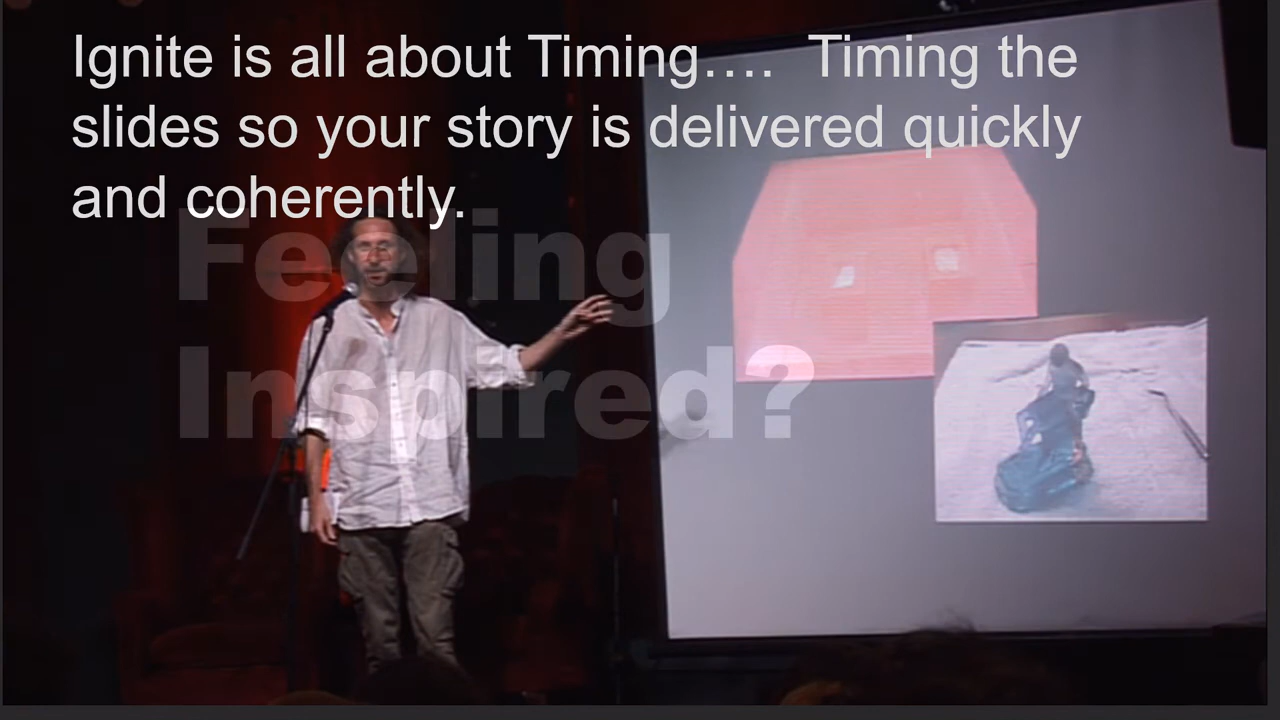 Ignite is all about Timing….  Timing the
slides so your story is delivered quickly
and coherently.
Feeling
Inspired?